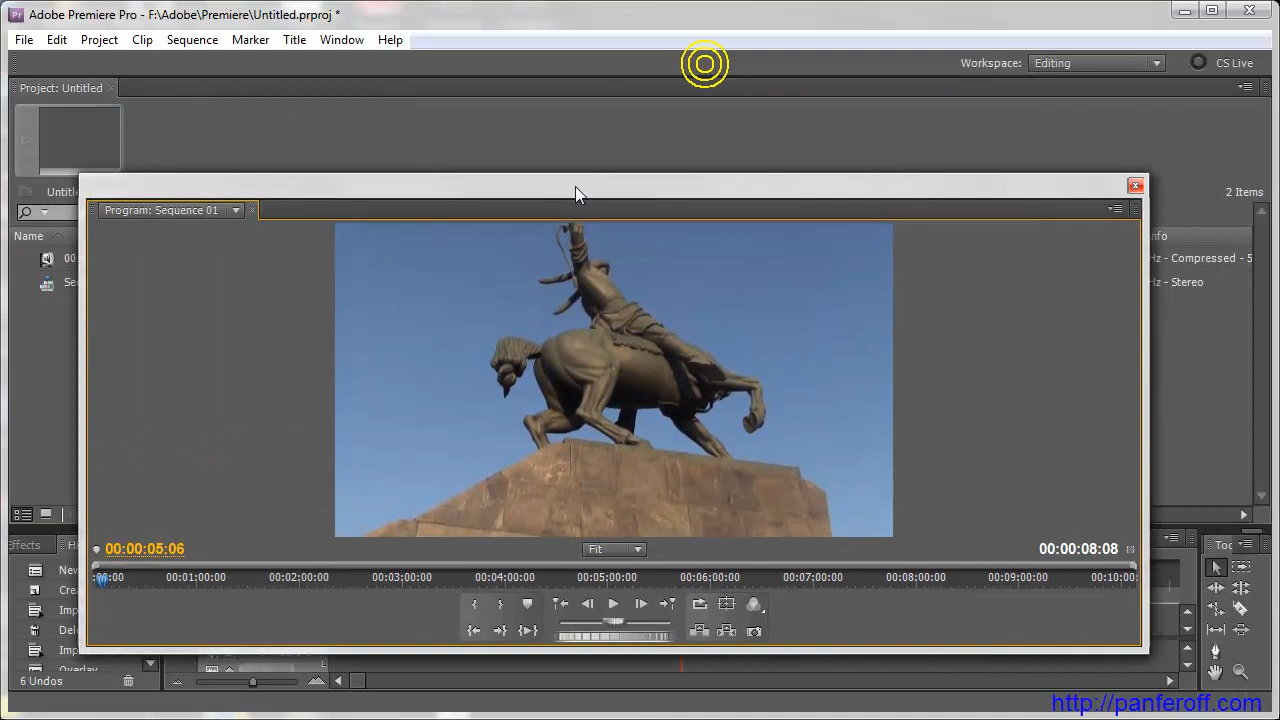 Adobe Premiere Pro - F:\Adobe\Premiere\Untitled.prproj *
File Edit Project Clip Sequence Marker Title Window Help
Workspace: Editing CS Live
Project: Untitled
2 Items
Name
00
Program: Sequence 01
Hz - Compressed - 5
Hz - Stereo
00:00:05:06
Fit
00:00:08:08
:00:00 00:01:00:00 00:02:00:00 00:03:00:00 00:04:00:00 00:05:00:00 00:06:00:00 00:07:00:00 00:08:00:00 00:09:00:00 00:10:00:
6 Undos
http://panferoff.com